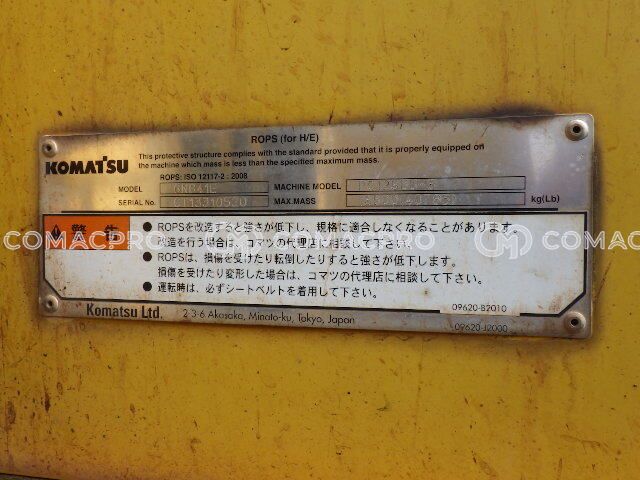 ROPS (for H/E)
KOMATSU
This protective structure complies with the standard provided that it is properly equipped on
the machine which mass is less than the specified maximum mass.
ROPS: ISO 12117-2 : 2008
MODEL MACHINE MODEL
SERIAL No. MAX.MASS kg(Lb)
警告
● ROPSを改造すると強さが低下し、規格に適合しなくなることがあります。
改造を行う場合は、コマツの代理店に相談して下さい。
● ROPSは、損傷を受けたり転倒したりすると強さが低下します。
損傷を受けたり変形した場合は、コマツの代理店に相談して下さい。
● 運転時は、必ずシートベルトを着用して下さい。
09620-B2010
Komatsu Ltd. 2-3-6 Akasaka, Minato-ku, Tokyo, Japan
09620-J2000
COMACPRO COMACPRO COMACPRO